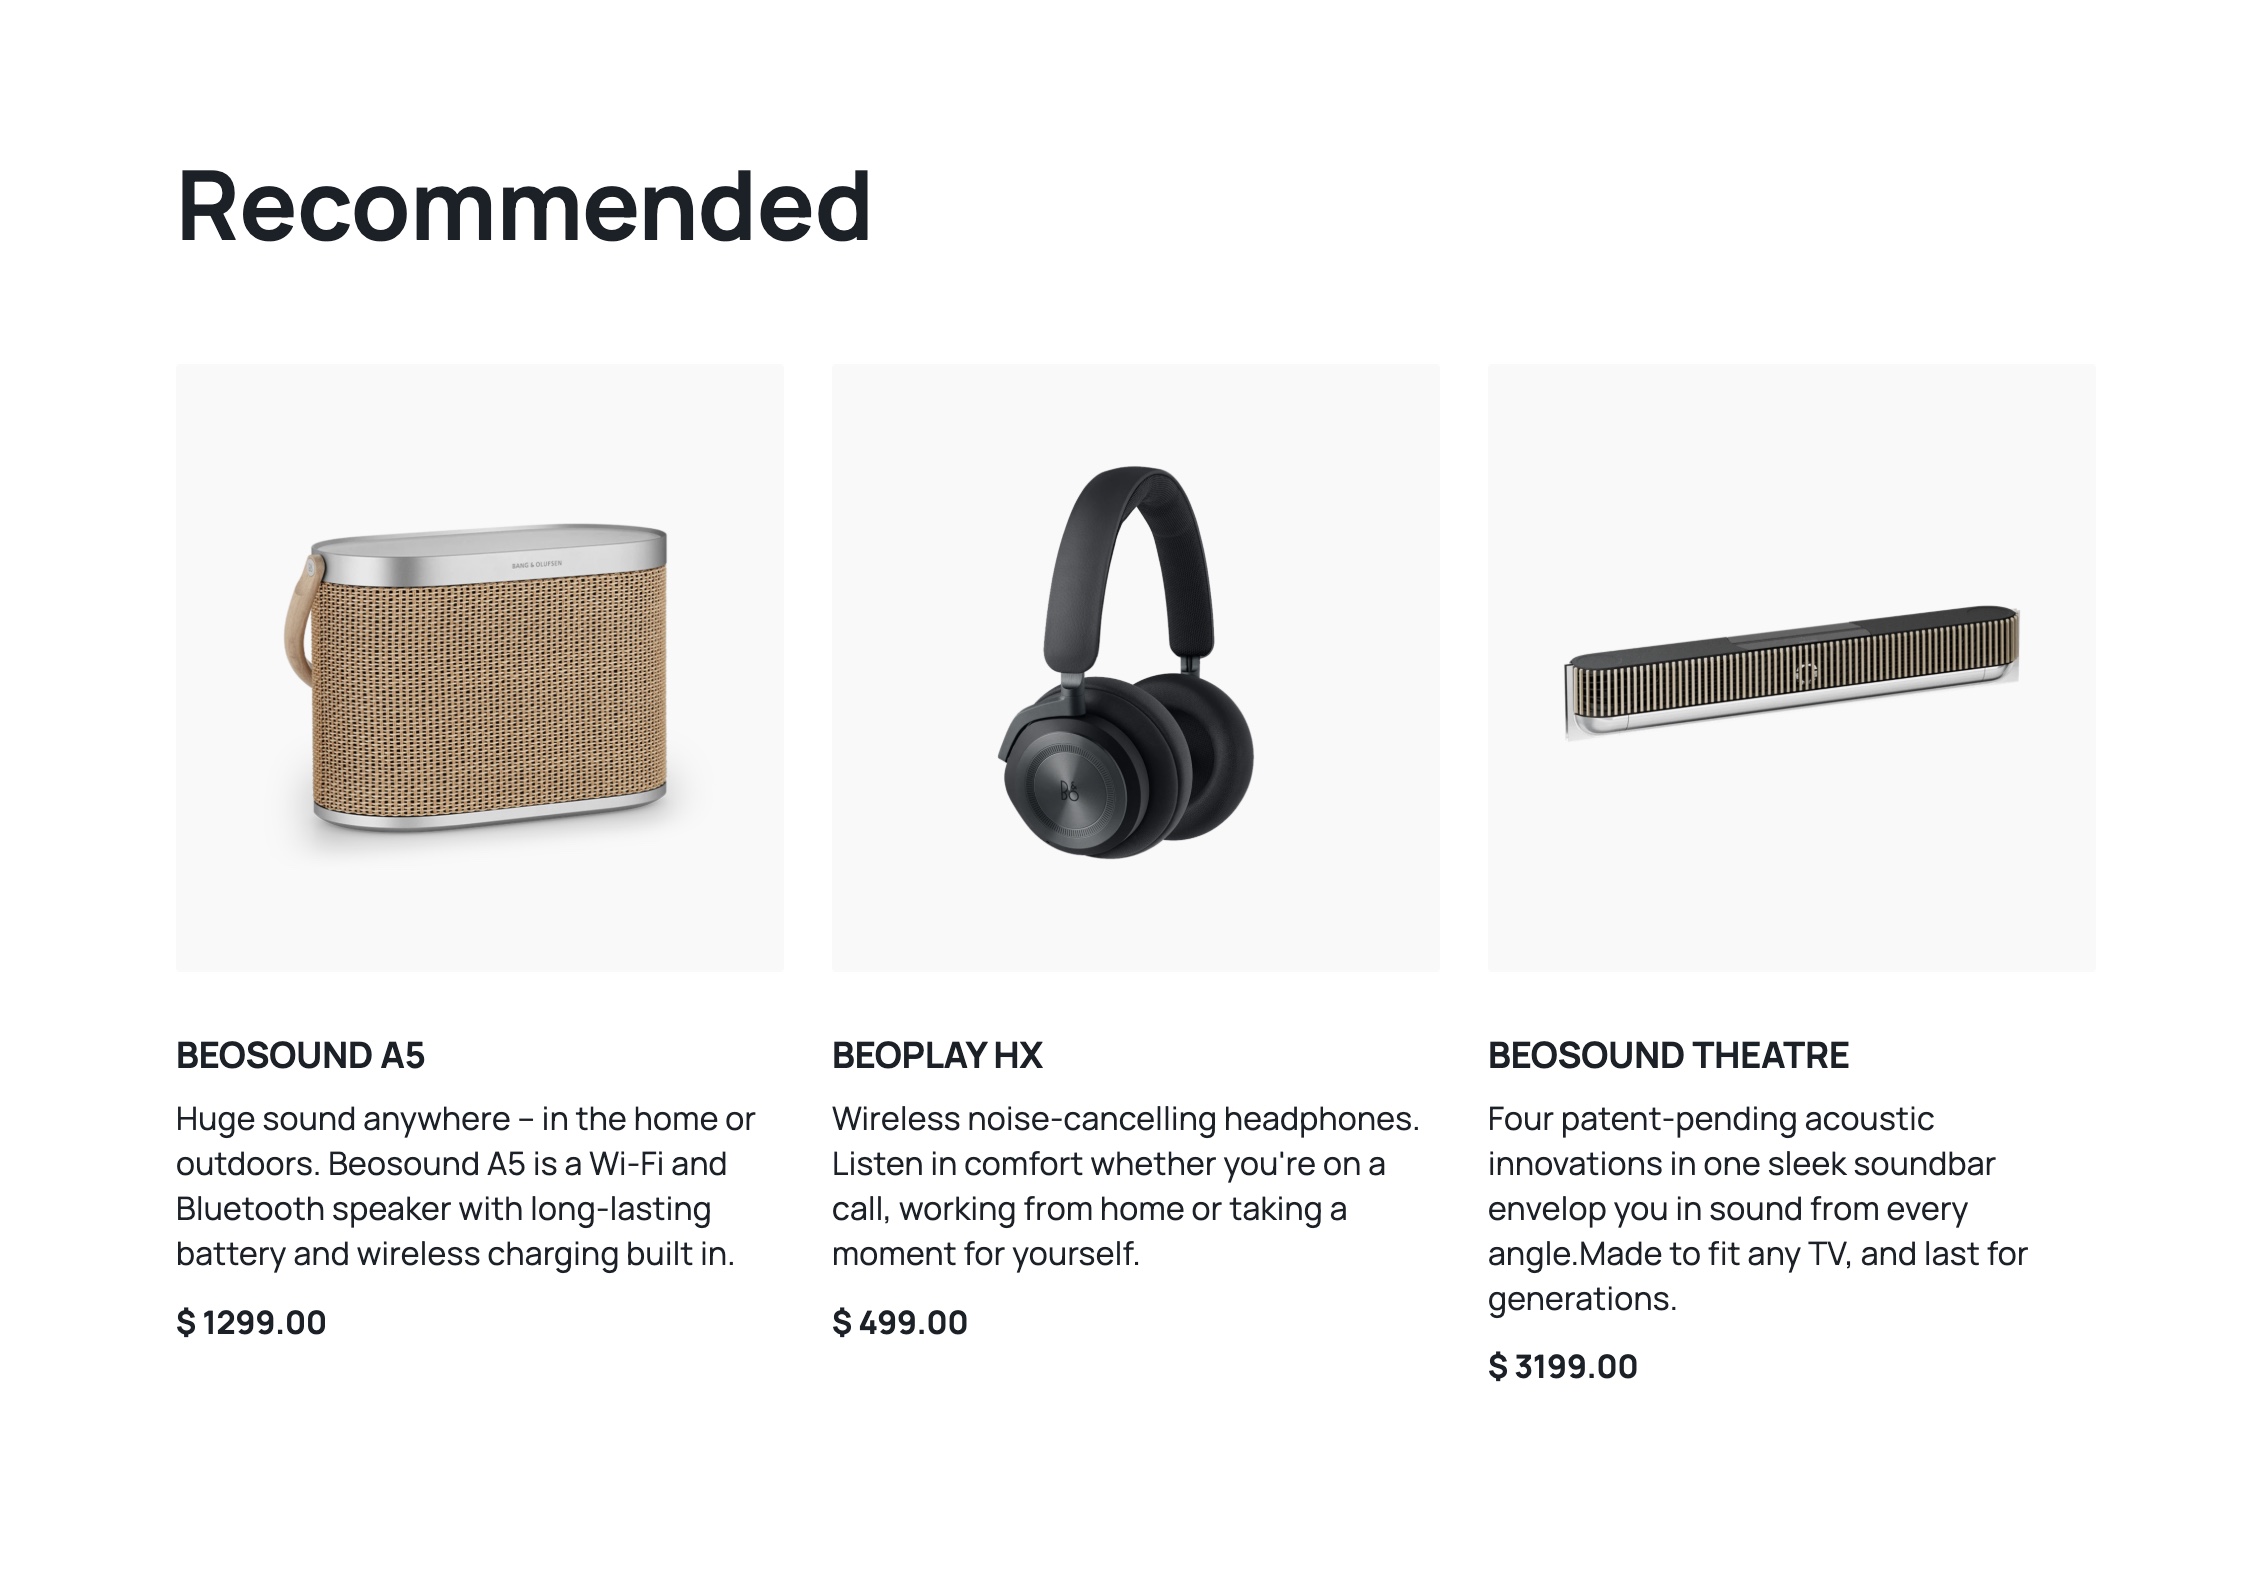 Recommended
BANG & OLUFSEN
B&O
BEOSOUND A5
Huge sound anywhere – in the home or
outdoors. Beosound A5 is a Wi-Fi and
Bluetooth speaker with long-lasting
battery and wireless charging built in.
$ 1299.00
BEOPLAY HX
Wireless noise-cancelling headphones.
Listen in comfort whether you're on a
call, working from home or taking a
moment for yourself.
$ 499.00
BEOSOUND THEATRE
Four patent-pending acoustic
innovations in one sleek soundbar
envelop you in sound from every
angle.Made to fit any TV, and last for
generations.
$ 3199.00